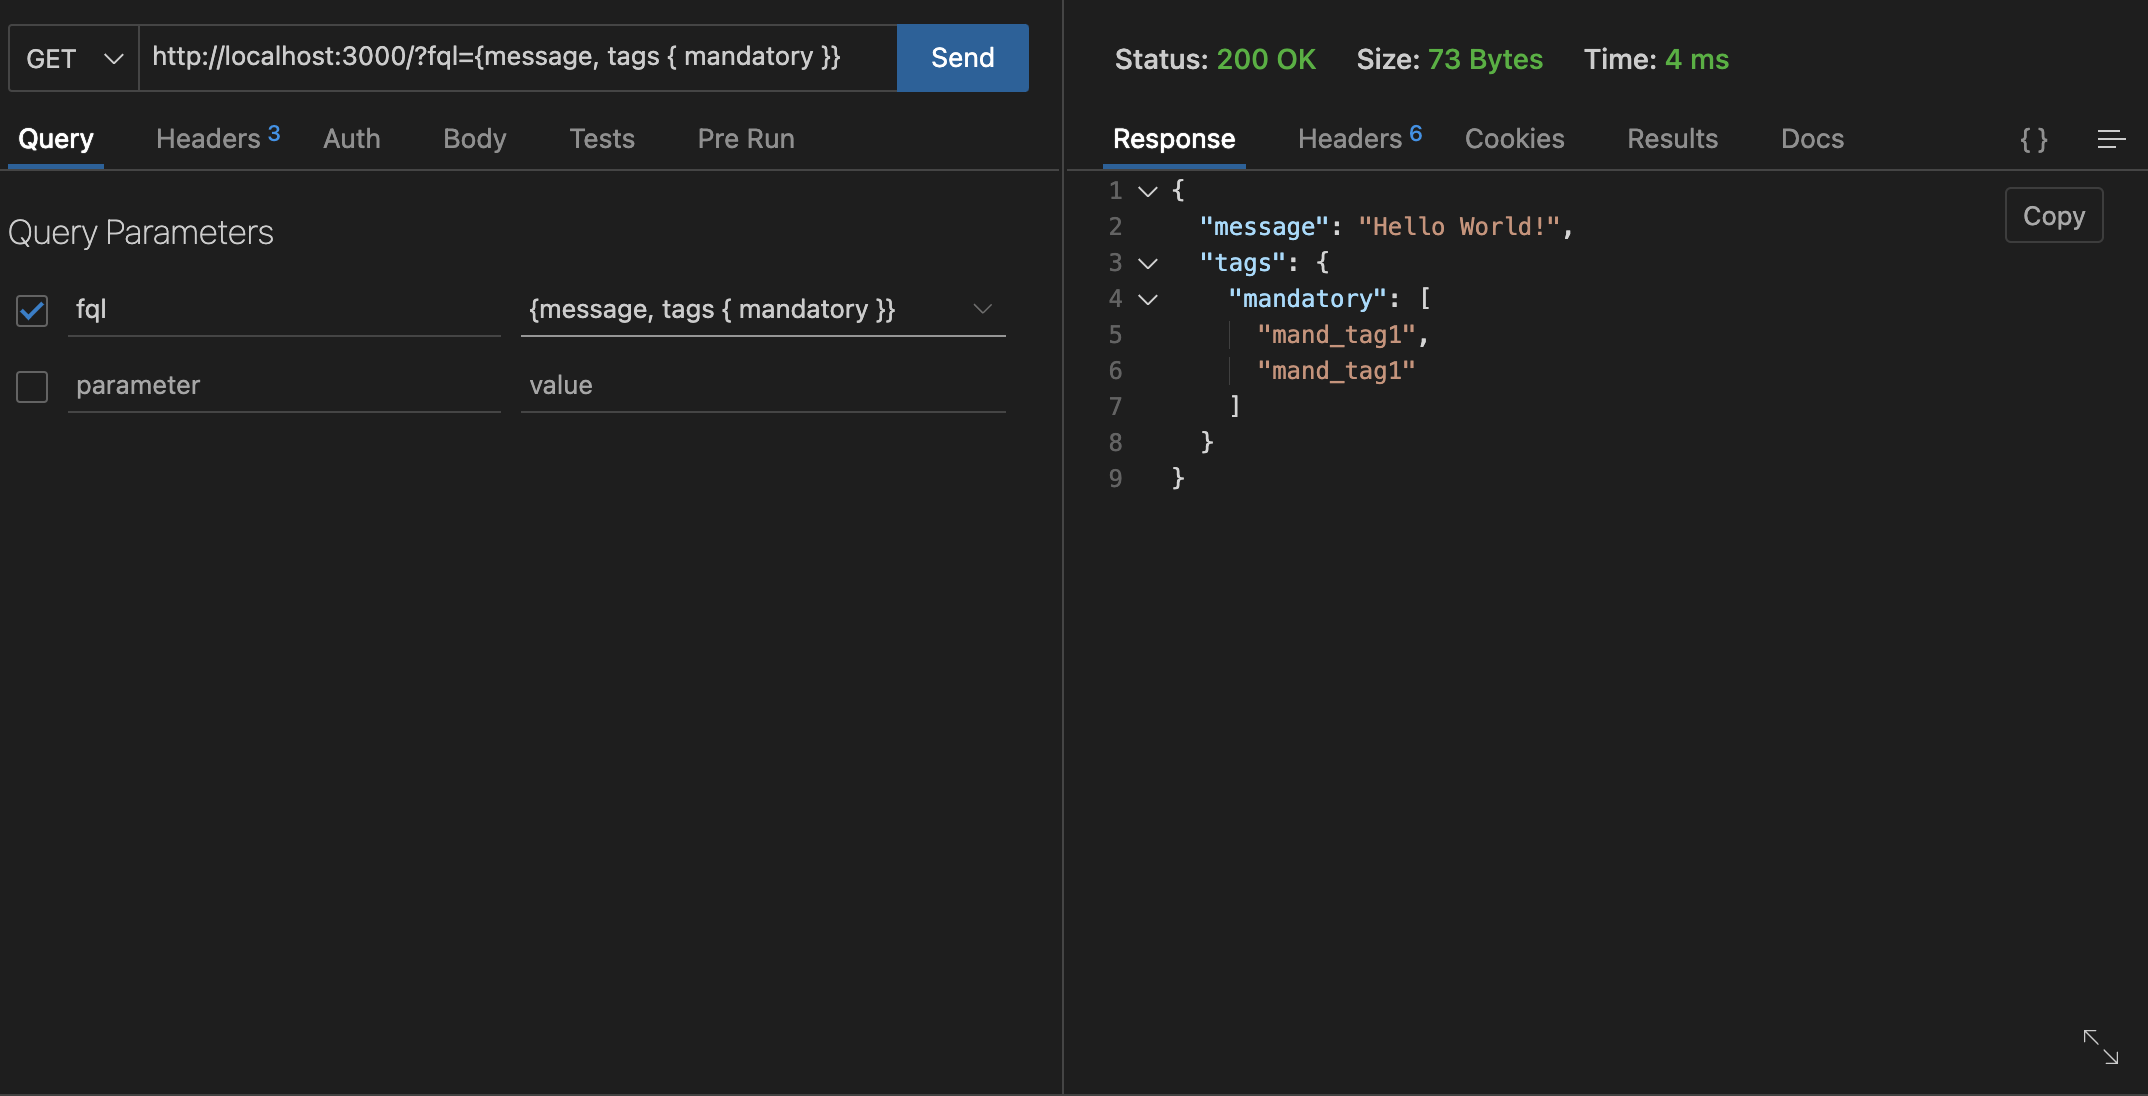 GET
http://localhost:3000/?fql={message, tags { mandatory }}
Send
Query
Headers 3
Auth
Body
Tests
Pre Run
Query Parameters
fql
{message, tags { mandatory }}
parameter
value
Status: 200 OK
Size: 73 Bytes
Time: 4 ms
Response
Headers 6
Cookies
Results
Docs
{ }
Copy
1 {
2 "message": "Hello World!",
3 "tags": {
4 "mandatory": [
5 "mand_tag1",
6 "mand_tag1"
7 ]
8 }
9 }